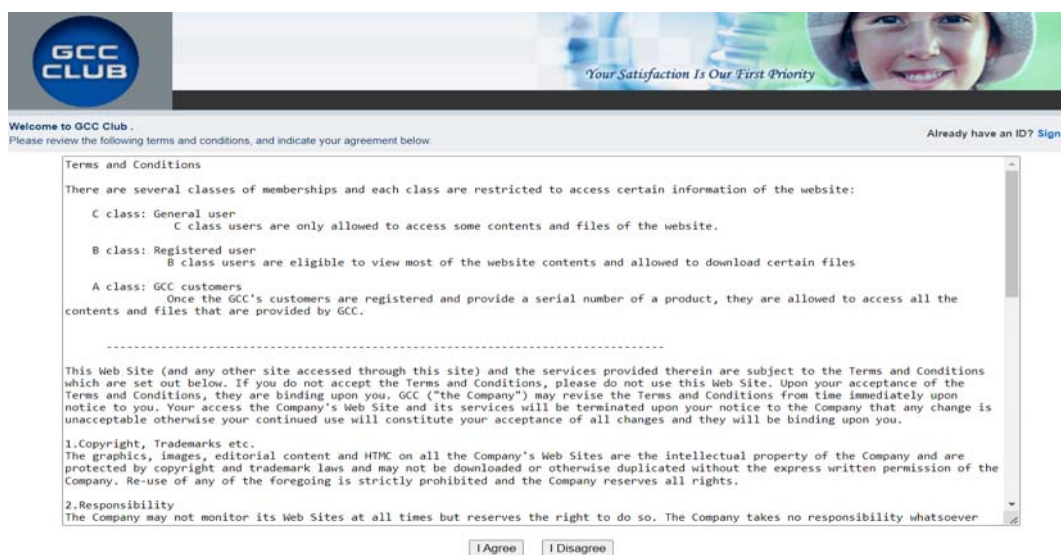 GCC
CLUB
Your Satisfaction Is Our First Priority
Welcome to GCC Club .
Please review the following terms and conditions, and indicate your agreement below.
Already have an ID? Sign
Terms and Conditions
There are several classes of memberships and each class are restricted to access certain information of the website:
C class: General user
C class users are only allowed to access some contents and files of the website.
B class: Registered user
B class users are eligible to view most of the website contents and allowed to download certain files
A class: GCC customers
Once the GCC's customers are registered and provide a serial number of a product, they are allowed to access all the
contents and files that are provided by GCC.
--------------------------------------------------------------------------------
This Web Site (and any other site accessed through this site) and the services provided therein are subject to the Terms and Conditions
which are set out below. If you do not accept the Terms and Conditions, please do not use this Web Site. Upon your acceptance of the
Terms and Conditions, they are binding upon you. GCC ("the Company") may revise the Terms and Conditions from time immediately upon
notice to you. Your access the Company's Web Site and its services will be terminated upon your notice to the Company that any change is
unacceptable otherwise your continued use will constitute your acceptance of all changes and they will be binding upon you.
1.Copyright, Trademarks etc.
The graphics, images, editorial content and HTMC on all the Company's Web Sites are the intellectual property of the Company and are
protected by copyright and trademark laws and may not be downloaded or otherwise duplicated without the express written permission of the
Company. Re-use of any of the foregoing is strictly prohibited and the Company reserves all rights.
2.Responsibility
The Company may not monitor its Web Sites at all times but reserves the right to do so. The Company takes no responsibility whatsoever
I Agree
I Disagree